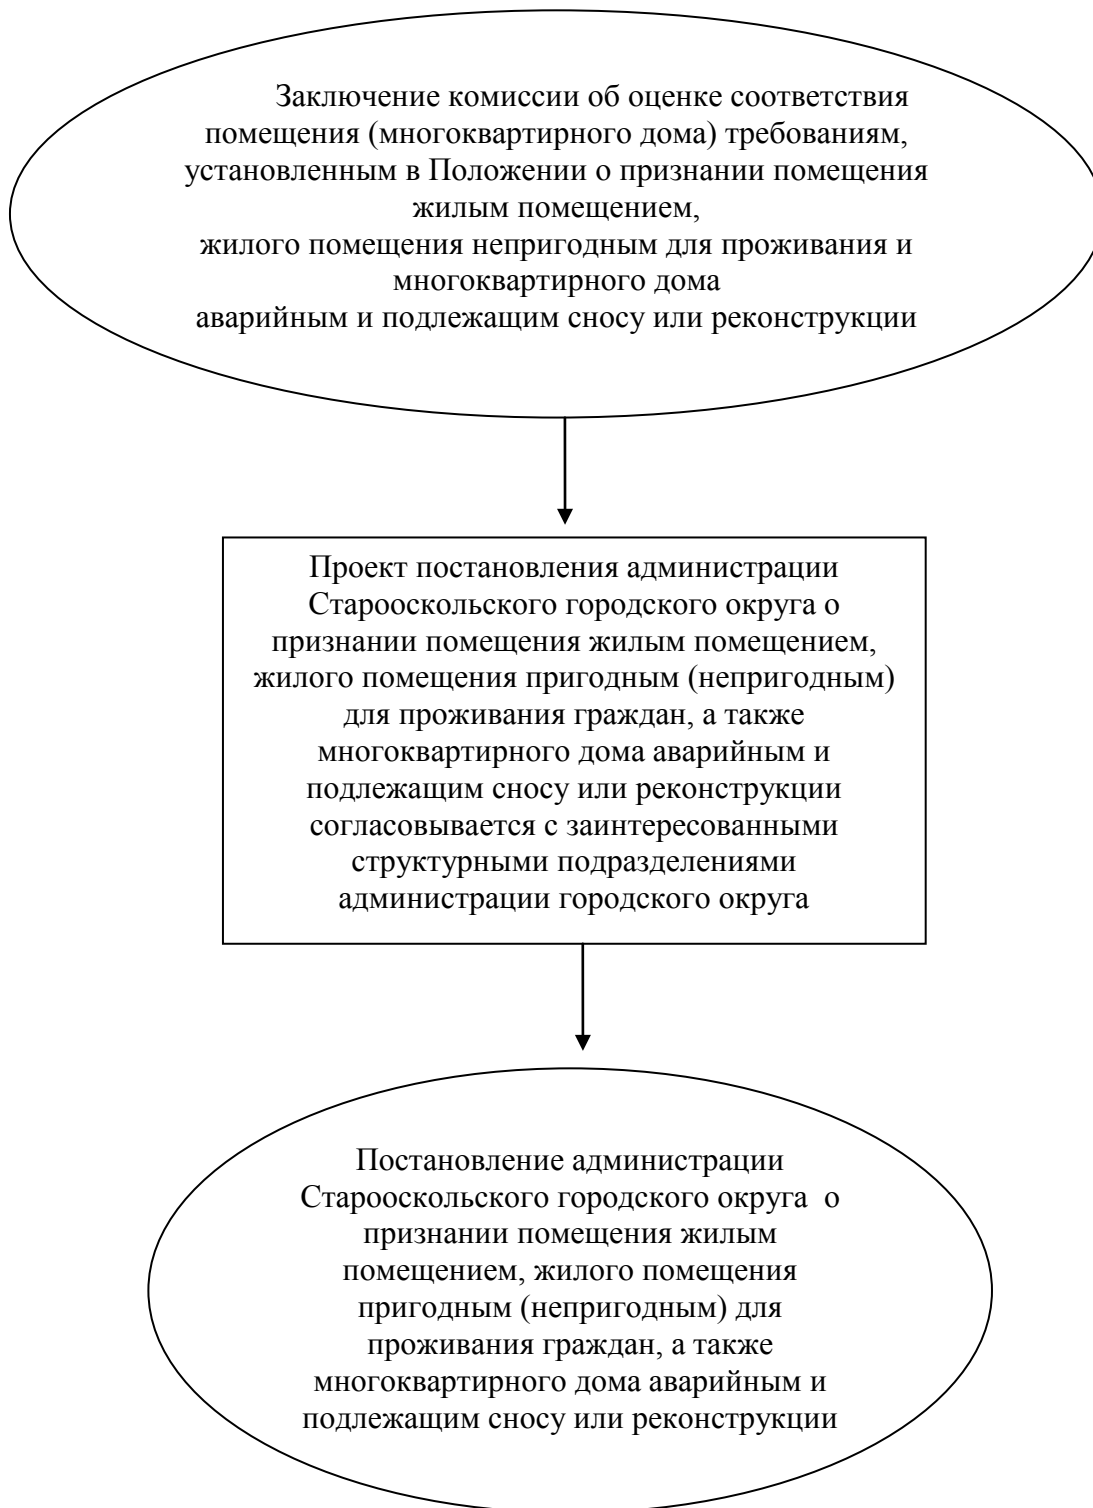 Заключение комиссии об оценке соответствия
помещения (многоквартирного дома) требованиям,
установленным в Положении о признании помещения
жилым помещением,
жилого помещения непригодным для проживания и
многоквартирного дома
аварийным и подлежащим сносу или реконструкции
Проект постановления администрации
Старооскольского городского округа о
признании помещения жилым помещением,
жилого помещения пригодным (непригодным)
для проживания граждан, а также
многоквартирного дома аварийным и
подлежащим сносу или реконструкции
согласовывается с заинтересованными
структурными подразделениями
администрации городского округа
Постановление администрации
Старооскольского городского округа  о
признании помещения жилым
помещением, жилого помещения
пригодным (непригодным) для
проживания граждан, а также
многоквартирного дома аварийным и
подлежащим сносу или реконструкции